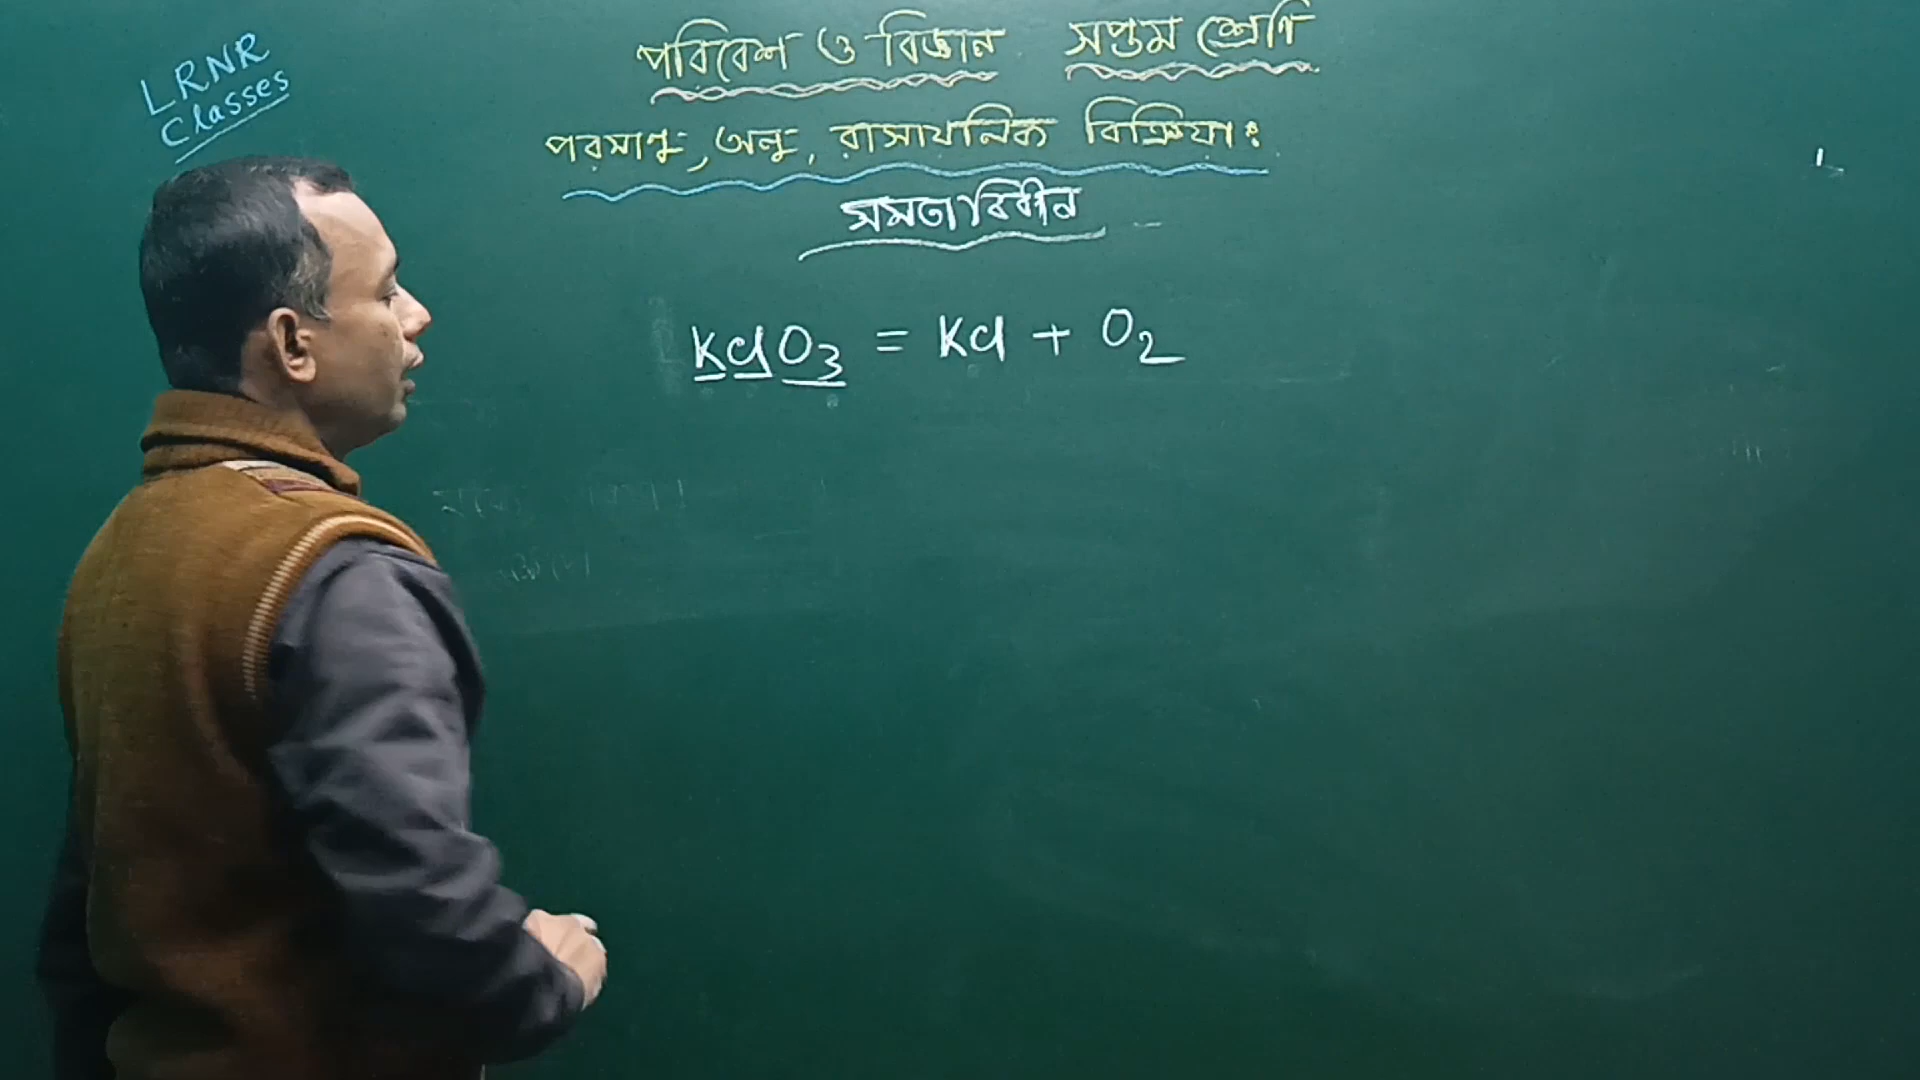 LRNR
Classes
পরিবেশ ও বিজ্ঞান সপ্তম শ্রেণি
পরমাণু, অণু, রাসায়নিক বিক্রিয়া:
সমতাবিধান
KClO3 = KCl + O2